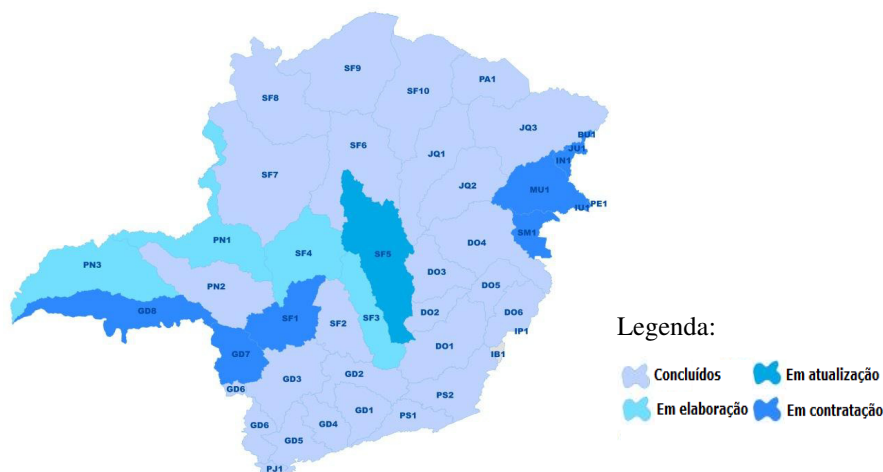 SF9
PA1
SF8
SF10
JQ3
BU1
SF6
JU1
JQ1
IN1
SF7
JQ2
MU1
PE1
IU1
SM1
PN1
DO4
SF4
SF5
PN3
DO3
DO5
PN2
GD8
DO2
DO6
SF1
SF3
SF2
IP1
DO1
IB1
GD7
GD2
GD3
GD6
PS2
GD1
PS1
GD6
GD4
GD5
PJ1
Legenda:
Concluídos
Em atualização
Em elaboração
Em contratação